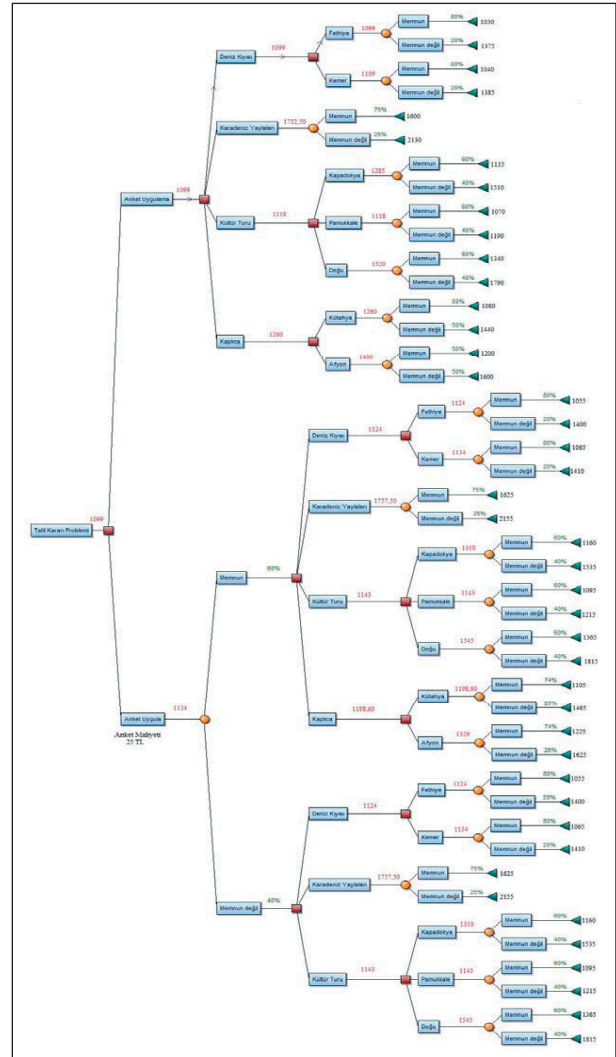 Fethiye 1099 Memnun 80% 1030
Memnun değil 20% 1375
Deniz Kıyısı 1099
Kemer 1109 Memnun 80% 1040
Memnun değil 20% 1385
Karadeniz Yaylaları 1732,50 Memnun 75% 1600
Memnun değil 25% 2130
Kapadokya 1285 Memnun 60% 1135
Memnun değil 40% 1510
Anket Uygulama 1099
Kültür Turu 1118 Pamukkale 1118 Memnun 60% 1070
Memnun değil 40% 1190
Doğu 1520 Memnun 60% 1340
Memnun değil 40% 1790
Kütahya 1260 Memnun 50% 1080
Memnun değil 50% 1440
Kaplıca 1260
Afyon 1400 Memnun 50% 1200
Memnun değil 50% 1600
Fethiye 1124 Memnun 80% 1055
Memnun değil 20% 1400
Deniz Kıyısı 1124
Kemer 1134 Memnun 80% 1065
Memnun değil 20% 1410
Karadeniz Yaylaları 1757,50 Memnun 75% 1625
Memnun değil 25% 2155
Tatil Kararı Problemi 1099
Kapadokya 1310 Memnun 60% 1160
Memnun değil 40% 1535
Memnun 60%
Kültür Turu 1143 Pamukkale 1143 Memnun 60% 1095
Memnun değil 40% 1215
Doğu 1545 Memnun 60% 1365
Memnun değil 40% 1815
Kütahya 1198,60 Memnun 74% 1105
Memnun değil 1465
Kaplıca 1198,60
Anket Uygula 1124
Anket Maliyeti
25 TL
Afyon 1329 Memnun 74% 1225
Memnun değil 26% 1625
Fethiye 1124 Memnun 80% 1055
Memnun değil 20% 1400
Deniz Kıyısı 1124
Kemer 1134 Memnun 80% 1065
Memnun değil 20% 1410
Karadeniz Yaylaları 1757,50 Memnun 75% 1625
Memnun değil 25% 2155
Memnun değil 40%
Kapadokya 1310 Memnun 60% 1160
Memnun değil 40% 1535
Kültür Turu 1143 Pamukkale 1143 Memnun 60% 1095
Memnun değil 40% 1215
Doğu 1545 Memnun 60% 1365
Memnun değil 40% 1815